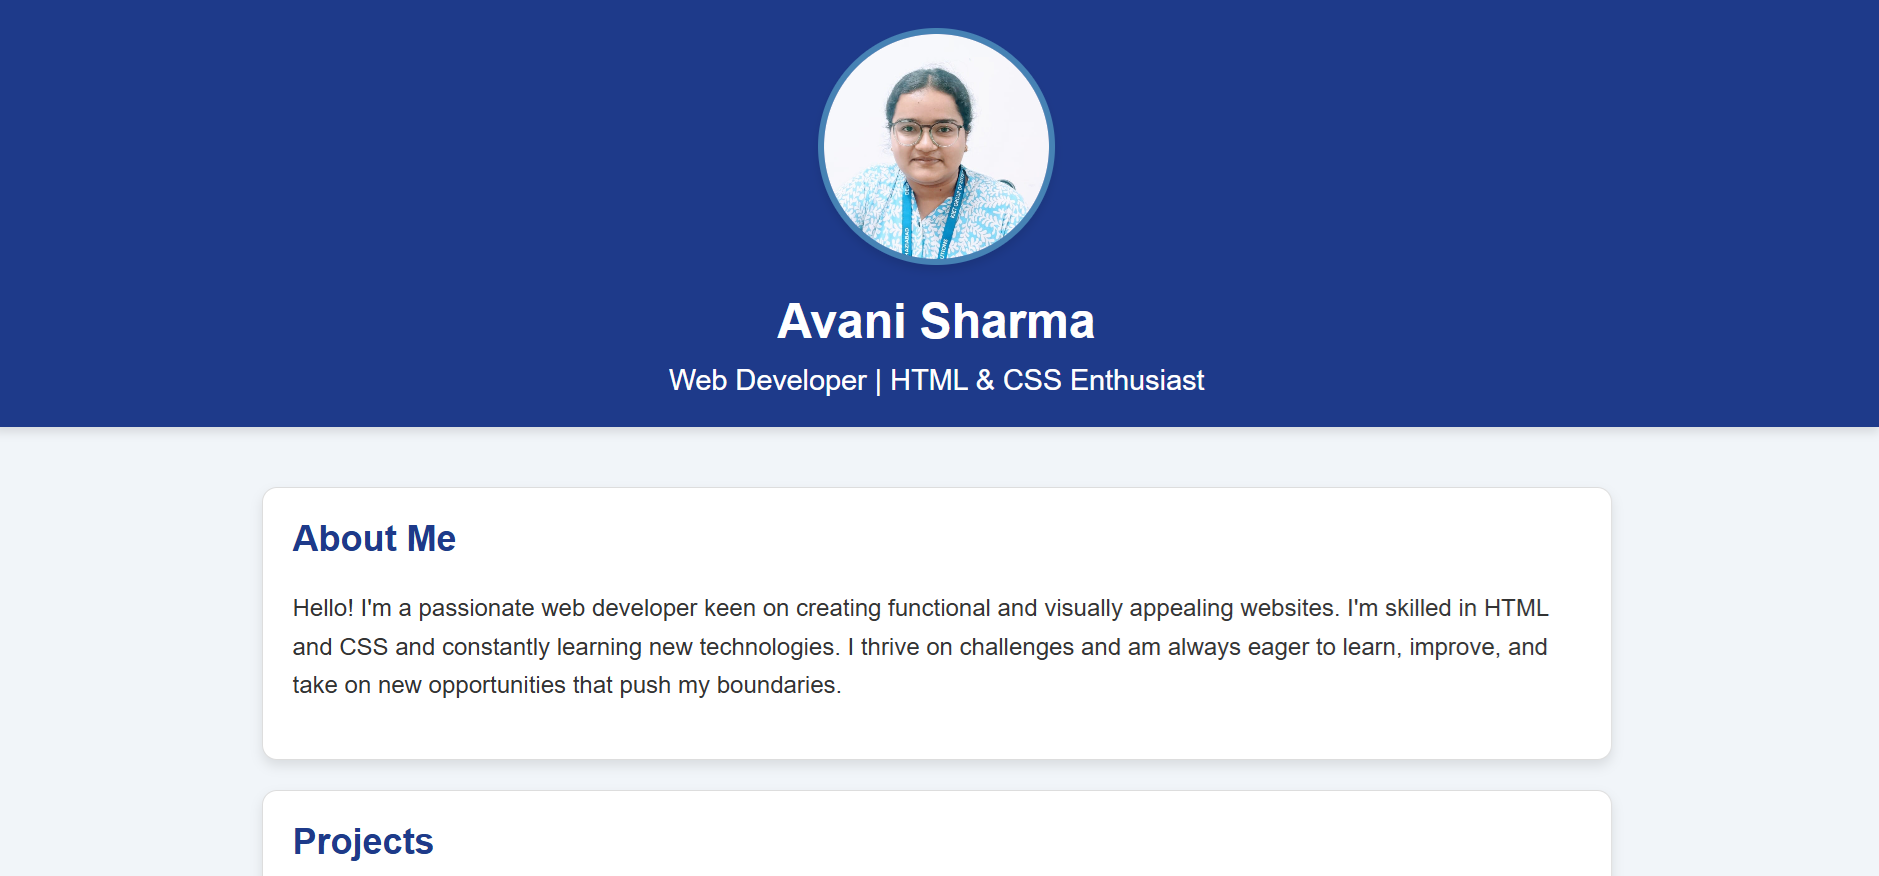 Avani Sharma
Web Developer | HTML & CSS Enthusiast
About Me
Hello! I'm a passionate web developer keen on creating functional and visually appealing websites. I'm skilled in HTML
and CSS and constantly learning new technologies. I thrive on challenges and am always eager to learn, improve, and
take on new opportunities that push my boundaries.
Projects